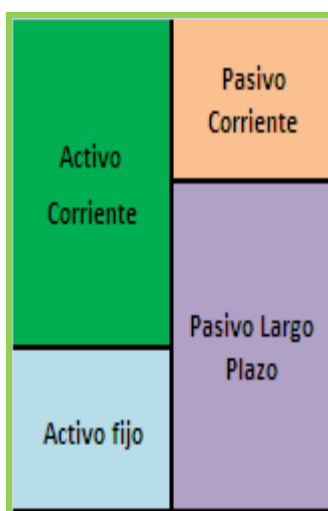 Activo
Corriente
Activo fijo
Pasivo
Corriente
Pasivo Largo
Plazo